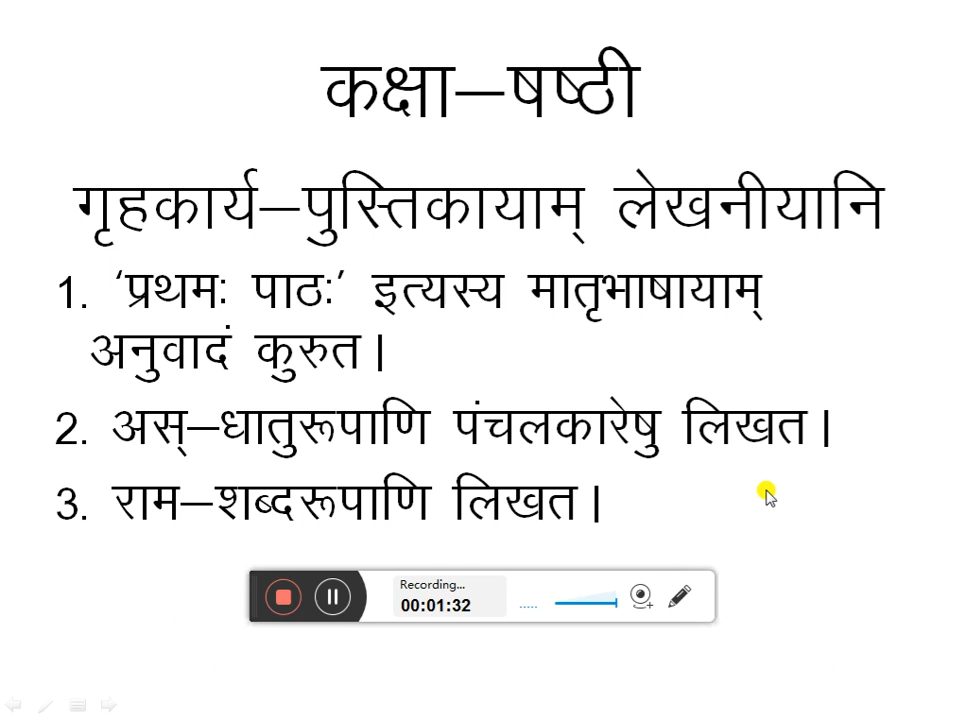 कक्षा–षष्ठी
गृहकार्य–पुस्तिकायाम् लेखनीयानि
1. ‘प्रथमः पाठः’ इत्यस्य मातृभाषायाम्
अनुवादं कुरुत।
2. अस्–धातुरूपाणि पंचलकारेषु लिखत।
3. राम–शब्दरूपाणि लिखत।
Recording...
00:01:32